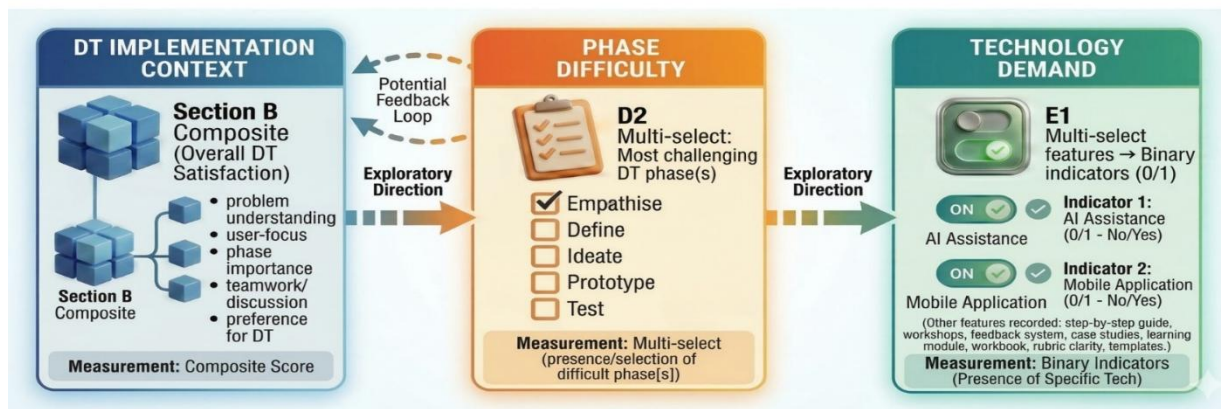 DT IMPLEMENTATION
CONTEXT
Section B
Composite
(Overall DT
Satisfaction)
Section B
Composite
• problem
understanding
• user-focus
• phase
importance
• teamwork/
discussion
• preference
for DT
Measurement: Composite Score
Potential
Feedback
Loop
Exploratory
Direction
PHASE
DIFFICULTY
D2
Multi-select:
Most challenging
DT phase(s)
Empathise
Define
Ideate
Prototype
Test
Measurement: Multi-select
(presence/selection of
difficult phase[s])
Exploratory
Direction
TECHNOLOGY
DEMAND
E1
Multi-select
features → Binary
indicators (0/1)
ON
AI Assistance
Indicator 1:
AI Assistance
(0/1 - No/Yes)
ON
Mobile Application
Indicator 2:
Mobile Application
(0/1 - No/Yes)
(Other features recorded: step-by-step guide,
workshops, feedback system, case studies, learning
module, workbook, rubric clarity, templates.)
Measurement: Binary Indicators
(Presence of Specific Tech)